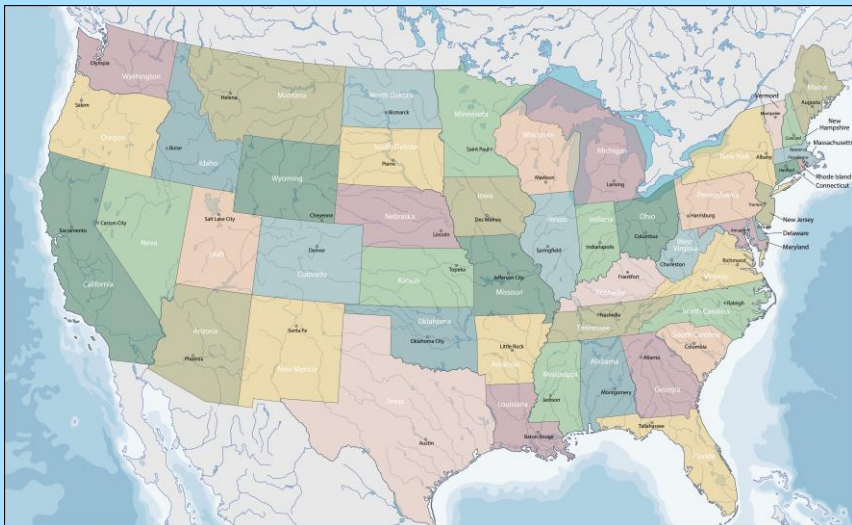 Washington
Olympia
Salem
Oregon
Idaho
Boise
Helena
Montana
North Dakota
Bismarck
South Dakota
Pierre
Minnesota
Saint Paul
Wisconsin
Madison
Michigan
Lansing
Wyoming
Cheyenne
Nebraska
Lincoln
Iowa
Des Moines
Carson City
Sacramento
California
Neva
Salt Lake City
Utah
Denver
Colorado
Topeka
Kansas
Jefferson City
Missouri
Springfield
Illinois
Indiana
Indianapolis
Ohio
Columbus
Arizona
Phoenix
Santa Fe
New Mexico
Oklahoma
Oklahoma City
Little Rock
Arkansas
Texas
Austin
Louisiana
Baton Rouge
Mississippi
Jackson
Alabama
Montgomery
Georgia
Atlanta
Tallahassee
Florida
Tennessee
Nashville
Frankfort
West
Virginia
Charleston
Virginia
Richmond
Raleigh
North Carolina
South Carolina
Columbia
Pennsylvania
Harrisburg
New York
Albany
Vermont
Maine
Augusta
New
Hampshire
Massachusetts
Rhode Island
Connecticut
New Jersey
Delaware
Maryland